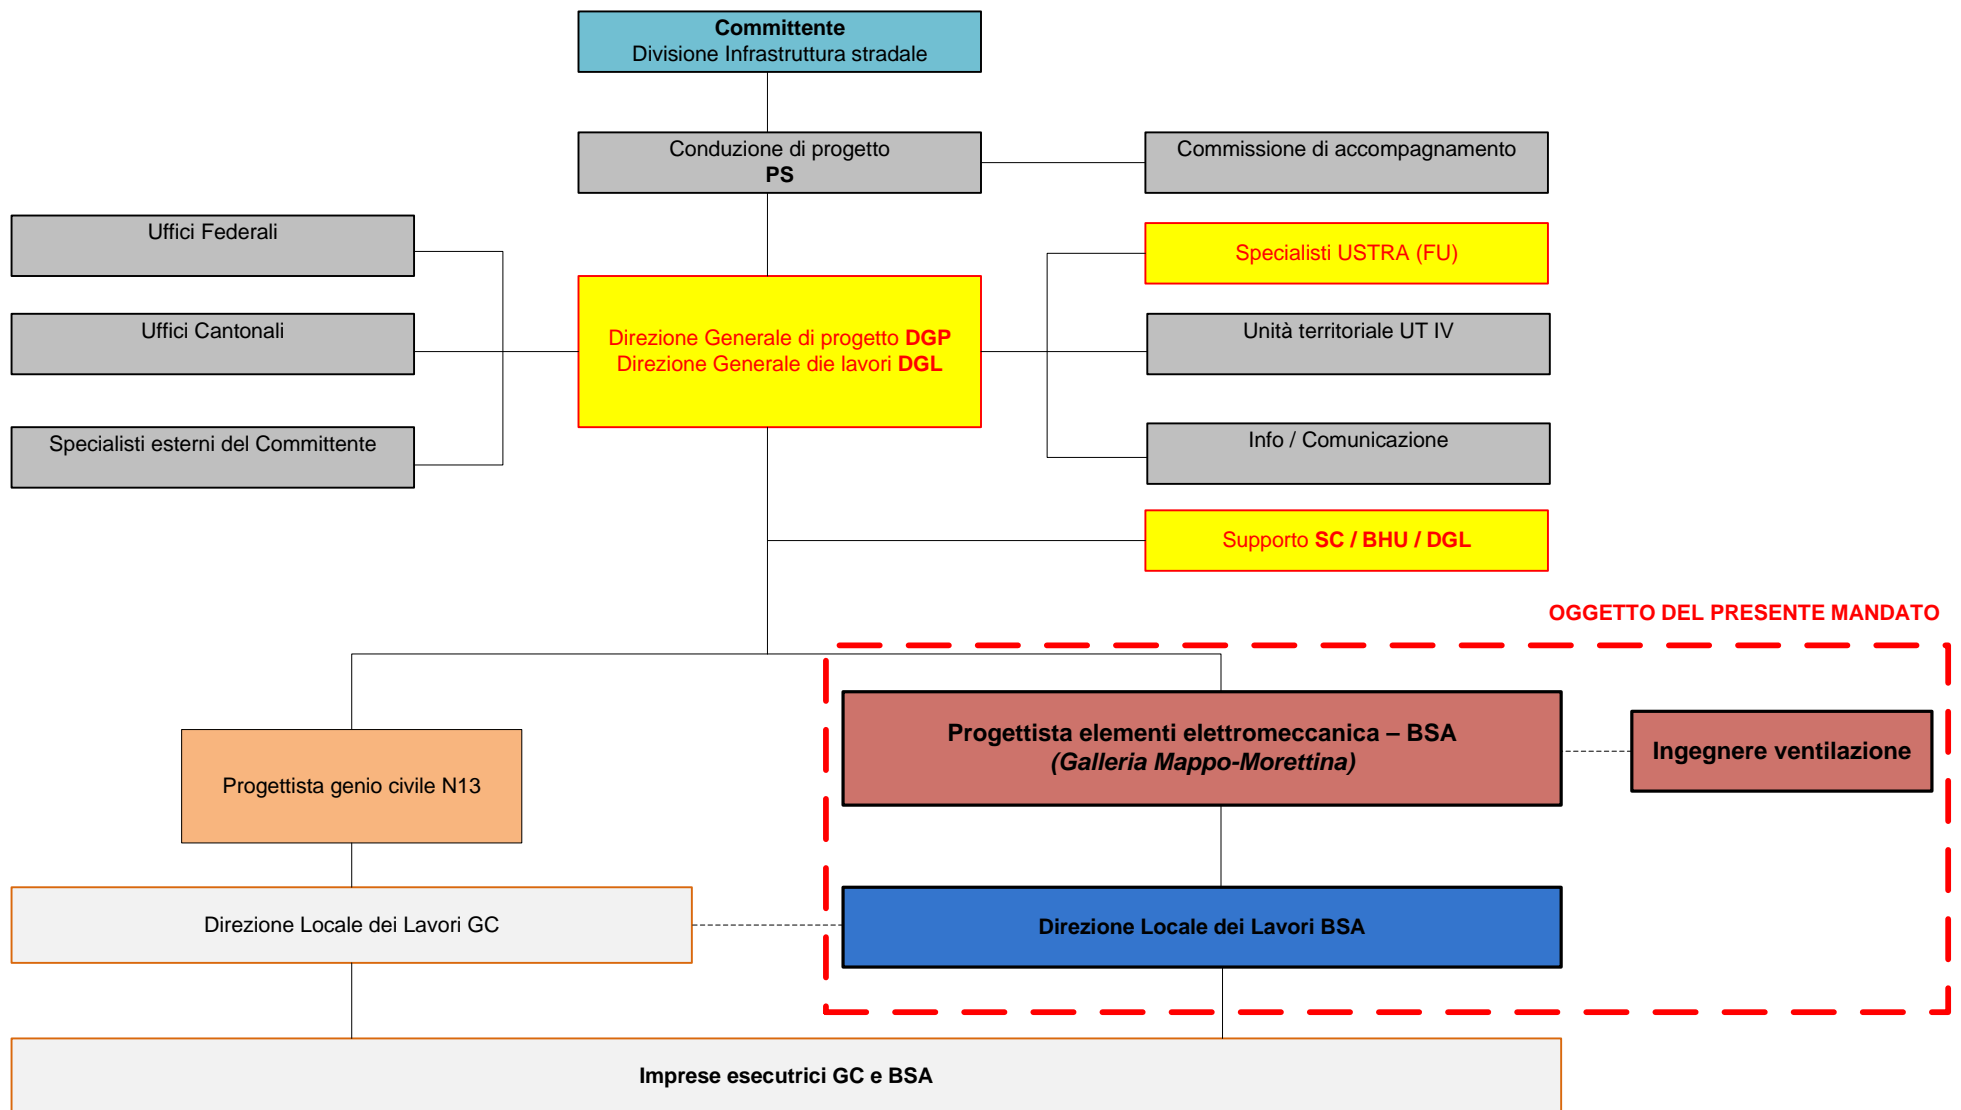 Committente
Divisione Infrastruttura stradale
Conduzione di progetto
PS
Commissione di accompagnamento
Uffici Federali
Specialisti USTRA (FU)
Uffici Cantonali
Direzione Generale di progetto DGP
Direzione Generale die lavori DGL
Unità territoriale UT IV
Specialisti esterni del Committente
Info / Comunicazione
Supporto SC / BHU / DGL
OGGETTO DEL PRESENTE MANDATO
Progettista genio civile N13
Progettista elementi elettromeccanica – BSA
(Galleria Mappo-Morettina)
Ingegnere ventilazione
Direzione Locale dei Lavori GC
Direzione Locale dei Lavori BSA
Imprese esecutrici GC e BSA